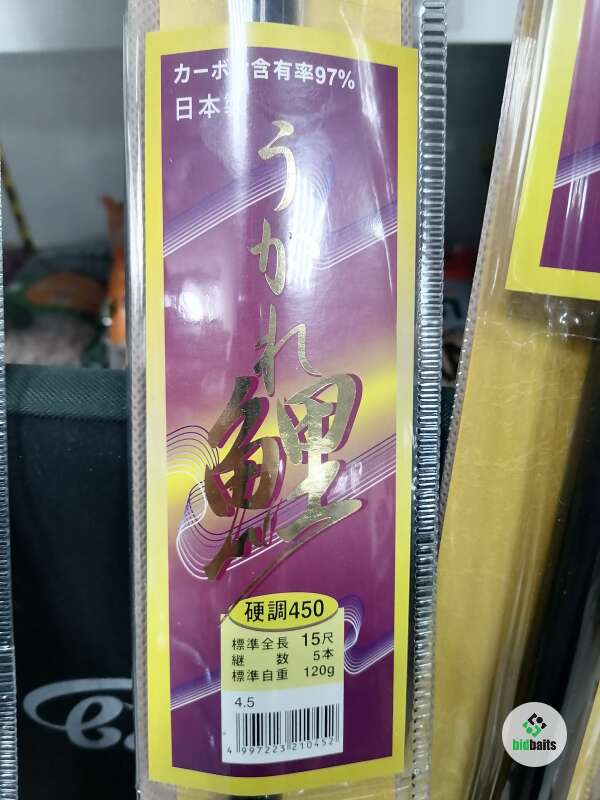 カーボン含有率97%
日本製
うかれ鯉
硬調450
標準全長 15尺
継数 5本
標準自重 120g
4.5
4 997223 210452
bidbaits